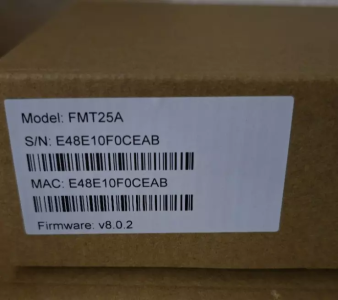 Model: FMT25A
S/N: E48E10F0CEAB
MAC: E48E10F0CEAB
Firmware: v8.0.2